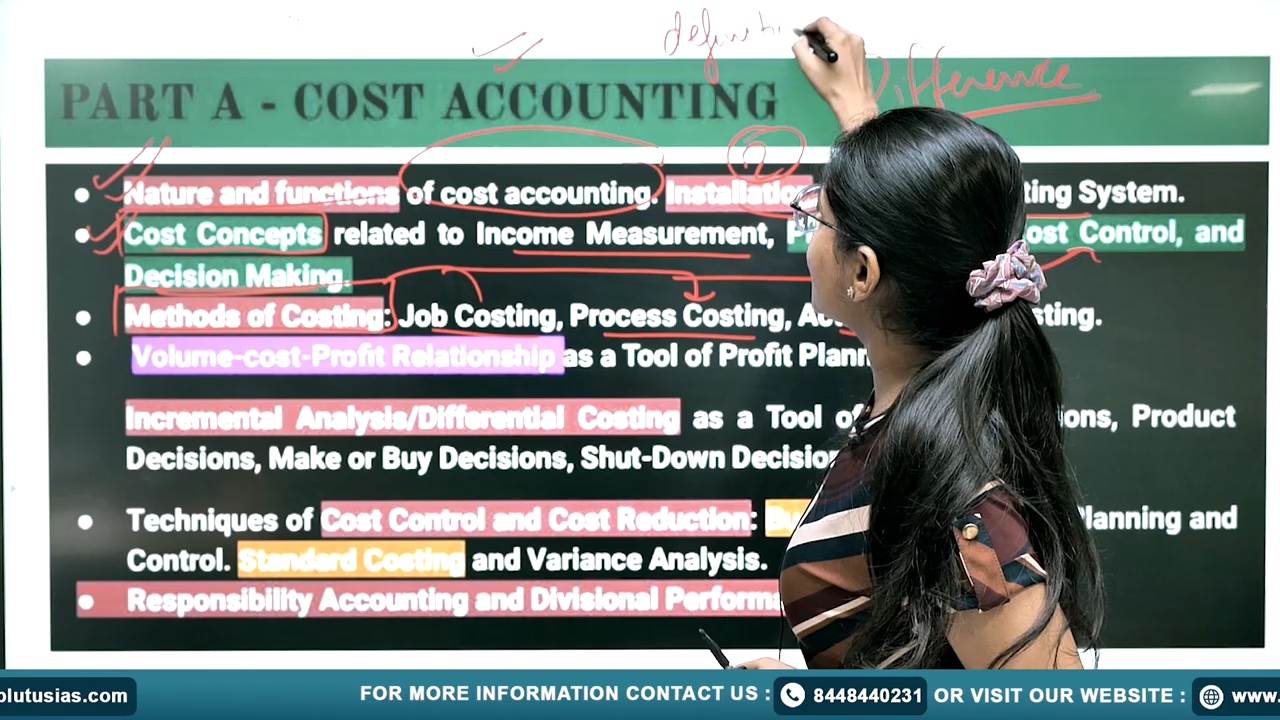 Difference
PART A - COST ACCOUNTING
2
Nature and functions of cost accounting. Installation ting System.
Cost Concepts related to Income Measurement, ost Control, and
Decision Making.
Methods of Costing: Job Costing, Process Costing, sting.
Volume-cost-Profit Relationship as a Tool of Profit
Incremental Analysis/Differential Costing as a Tool of ions, Product
Decisions, Make or Buy Decisions, Shut-Down
Techniques of Cost Control and Cost Reduction: Planning and
Control. Standard Costing and Variance Analysis.
Responsibility Accounting and Divisional
olutusias.com FOR MORE INFORMATION CONTACT US : 8448440231 OR VISIT OUR WEBSITE : www.